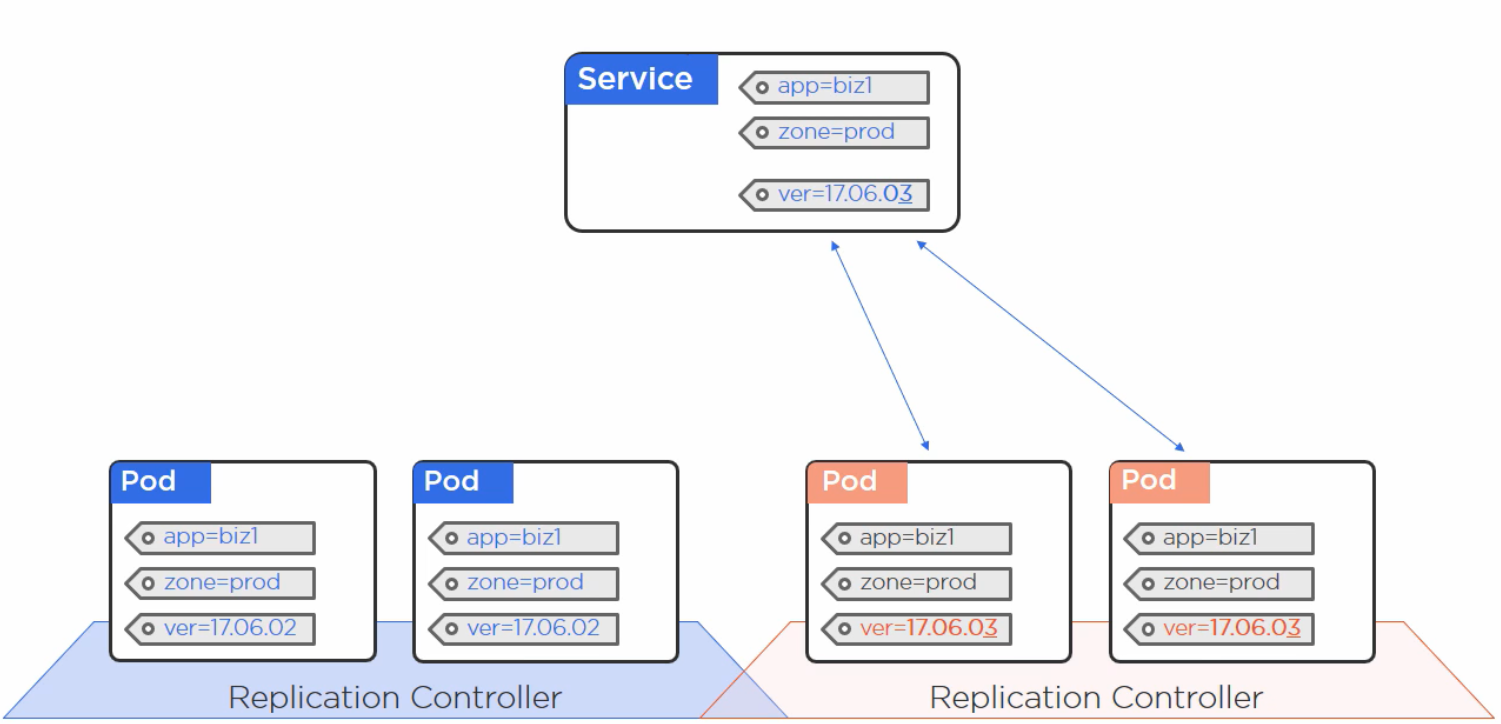 Service
app=biz1
zone=prod
ver=17.06.03
Pod
app=biz1
zone=prod
ver=17.06.02
Pod
app=biz1
zone=prod
ver=17.06.02
Pod
app=biz1
zone=prod
ver=17.06.03
Pod
app=biz1
zone=prod
ver=17.06.03
Replication Controller
Replication Controller